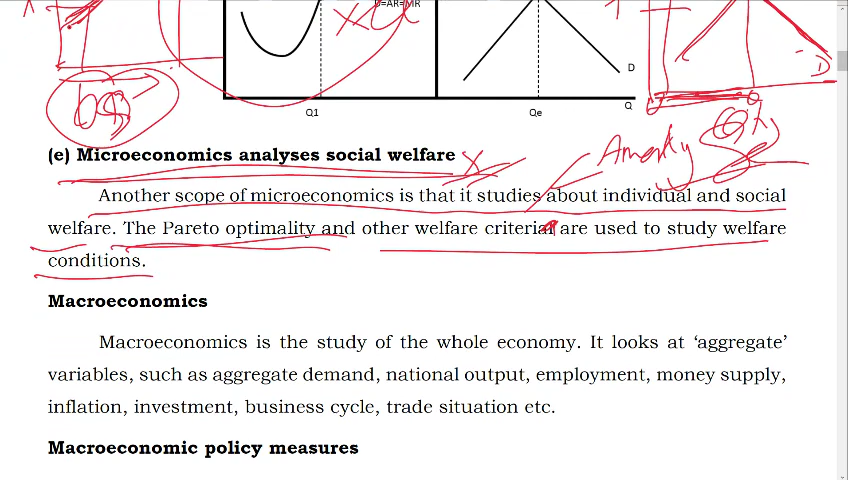 D=AR=MR
D
Q1
Qe
Q
D
(e) Microeconomics analyses social welfare
Another scope of microeconomics is that it studies about individual and social
welfare. The Pareto optimality and other welfare criteria are used to study welfare
conditions.
Macroeconomics
Macroeconomics is the study of the whole economy. It looks at ‘aggregate’
variables, such as aggregate demand, national output, employment, money supply,
inflation, investment, business cycle, trade situation etc.
Macroeconomic policy measures